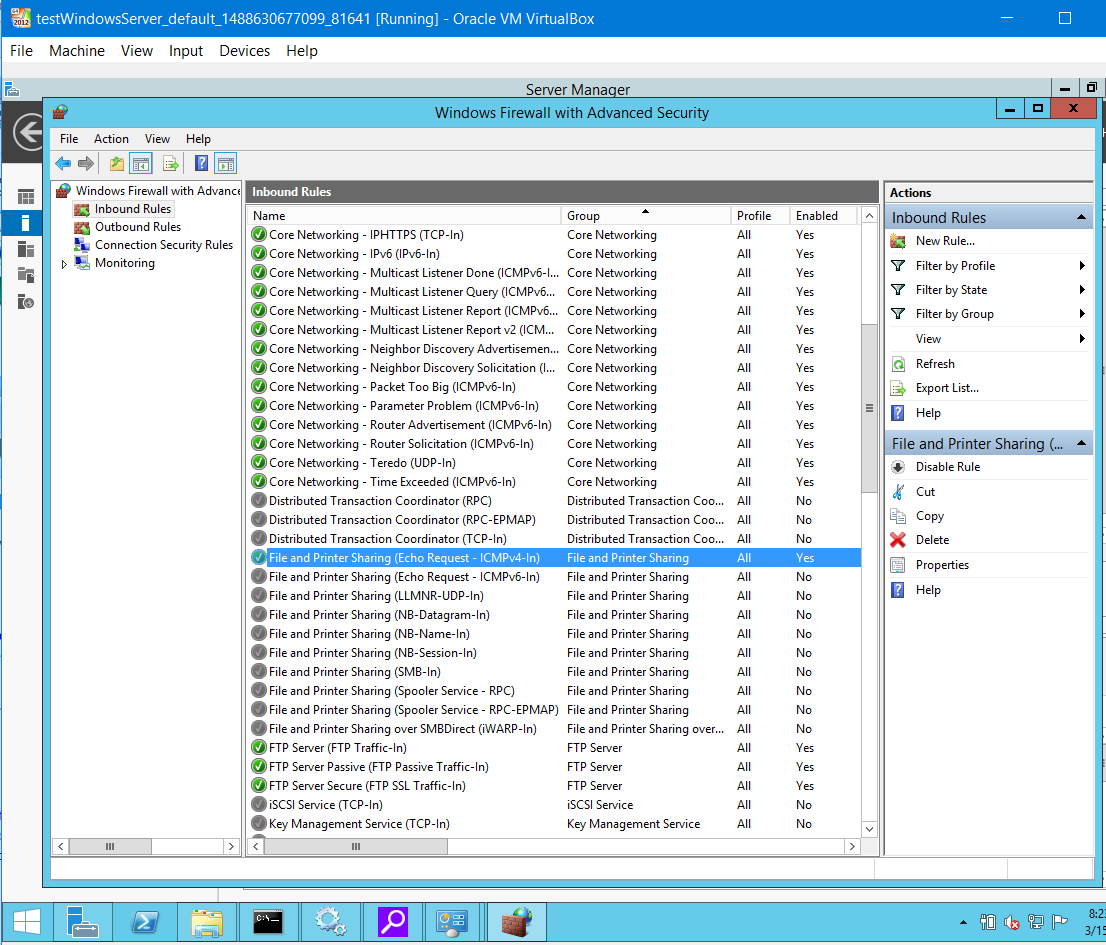 testWindowsServer_default_1488630677099_81641 [Running] - Oracle VM VirtualBox
File Machine View Input Devices Help
Server Manager
Windows Firewall with Advanced Security
File Action View Help
Windows Firewall with Advance
Inbound Rules
Outbound Rules
Connection Security Rules
Monitoring
Inbound Rules
Name Group Profile Enabled
Core Networking - IPHTTPS (TCP-In) Core Networking All Yes
Core Networking - IPv6 (IPv6-In) Core Networking All Yes
Core Networking - Multicast Listener Done (ICMPv6-I... Core Networking All Yes
Core Networking - Multicast Listener Query (ICMPv6... Core Networking All Yes
Core Networking - Multicast Listener Report (ICMPv6... Core Networking All Yes
Core Networking - Multicast Listener Report v2 (ICM... Core Networking All Yes
Core Networking - Neighbor Discovery Advertisemen... Core Networking All Yes
Core Networking - Neighbor Discovery Solicitation (I... Core Networking All Yes
Core Networking - Packet Too Big (ICMPv6-In) Core Networking All Yes
Core Networking - Parameter Problem (ICMPv6-In) Core Networking All Yes
Core Networking - Router Advertisement (ICMPv6-In) Core Networking All Yes
Core Networking - Router Solicitation (ICMPv6-In) Core Networking All Yes
Core Networking - Teredo (UDP-In) Core Networking All Yes
Core Networking - Time Exceeded (ICMPv6-In) Core Networking All Yes
Distributed Transaction Coordinator (RPC) Distributed Transaction Coo... All No
Distributed Transaction Coordinator (RPC-EPMAP) Distributed Transaction Coo... All No
Distributed Transaction Coordinator (TCP-In) Distributed Transaction Coo... All No
File and Printer Sharing (Echo Request - ICMPv4-In) File and Printer Sharing All Yes
File and Printer Sharing (Echo Request - ICMPv6-In) File and Printer Sharing All No
File and Printer Sharing (LLMNR-UDP-In) File and Printer Sharing All No
File and Printer Sharing (NB-Datagram-In) File and Printer Sharing All No
File and Printer Sharing (NB-Name-In) File and Printer Sharing All No
File and Printer Sharing (NB-Session-In) File and Printer Sharing All No
File and Printer Sharing (SMB-In) File and Printer Sharing All No
File and Printer Sharing (Spooler Service - RPC) File and Printer Sharing All No
File and Printer Sharing (Spooler Service - RPC-EPMAP) File and Printer Sharing All No
File and Printer Sharing over SMBDirect (iWARP-In) File and Printer Sharing over... All No
FTP Server (FTP Traffic-In) FTP Server All Yes
FTP Server Passive (FTP Passive Traffic-In) FTP Server All Yes
FTP Server Secure (FTP SSL Traffic-In) FTP Server All Yes
iSCSI Service (TCP-In) iSCSI Service All No
Key Management Service (TCP-In) Key Management Service All No
Actions
Inbound Rules
New Rule...
Filter by Profile
Filter by State
Filter by Group
View
Refresh
Export List...
Help
File and Printer Sharing (...
Disable Rule
Cut
Copy
Delete
Properties
Help
8:2
3/15